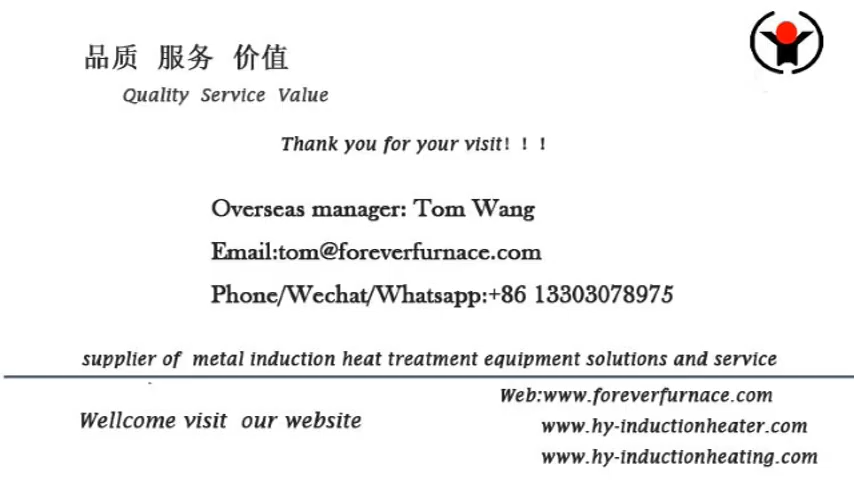 品质 服务 价值
Quality Service Value
Thank you for your visit! ! !
Overseas manager: Tom Wang
Email:tom@foreverfurnace.com
Phone/Wechat/Whatsapp:+86 13303078975
supplier of metal induction heat treatment equipment solutions and service
Web:www.foreverfurnace.com
Wellcome visit our website
www.hy-inductionheater.com
www.hy-inductionheating.com